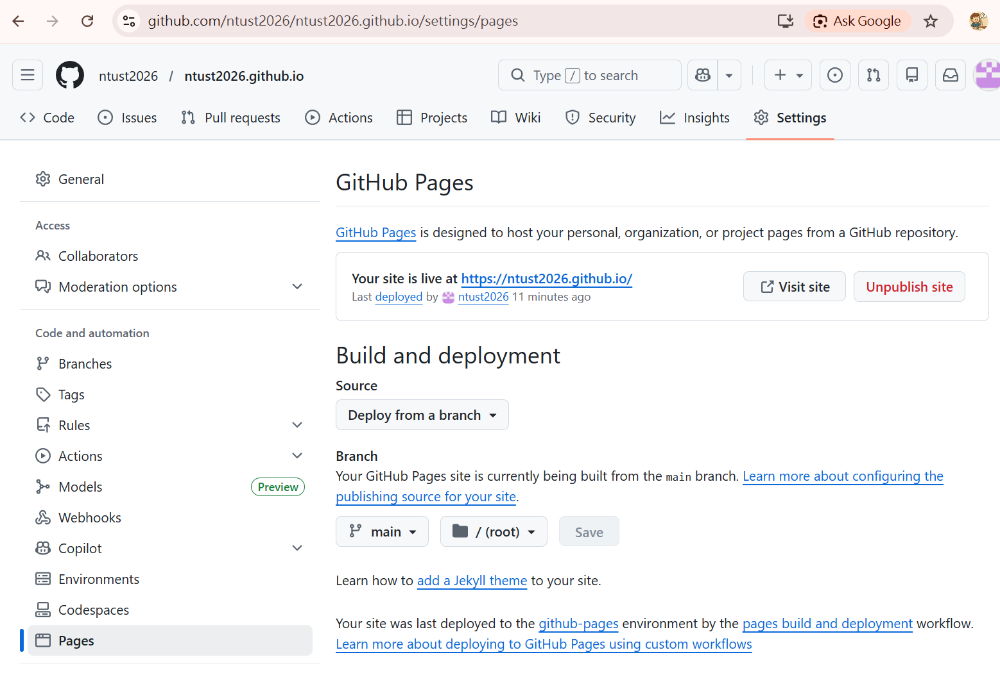 github.com/ntust2026/ntust2026.github.io/settings/pages
Ask Google
ntust2026 / ntust2026.github.io
Type / to search
Code
Issues
Pull requests
Actions
Projects
Wiki
Security
Insights
Settings
General
Access
Collaborators
Moderation options
Code and automation
Branches
Tags
Rules
Actions
Models
Preview
Webhooks
Copilot
Environments
Codespaces
Pages
GitHub Pages
GitHub Pages is designed to host your personal, organization, or project pages from a GitHub repository.
Your site is live at https://ntust2026.github.io/
Last deployed by ntust2026 11 minutes ago
Visit site
Unpublish site
Build and deployment
Source
Deploy from a branch
Branch
Your GitHub Pages site is currently being built from the main branch. Learn more about configuring the
publishing source for your site.
main
/ (root)
Save
Learn how to add a Jekyll theme to your site.
Your site was last deployed to the github-pages environment by the pages build and deployment workflow.
Learn more about deploying to GitHub Pages using custom workflows